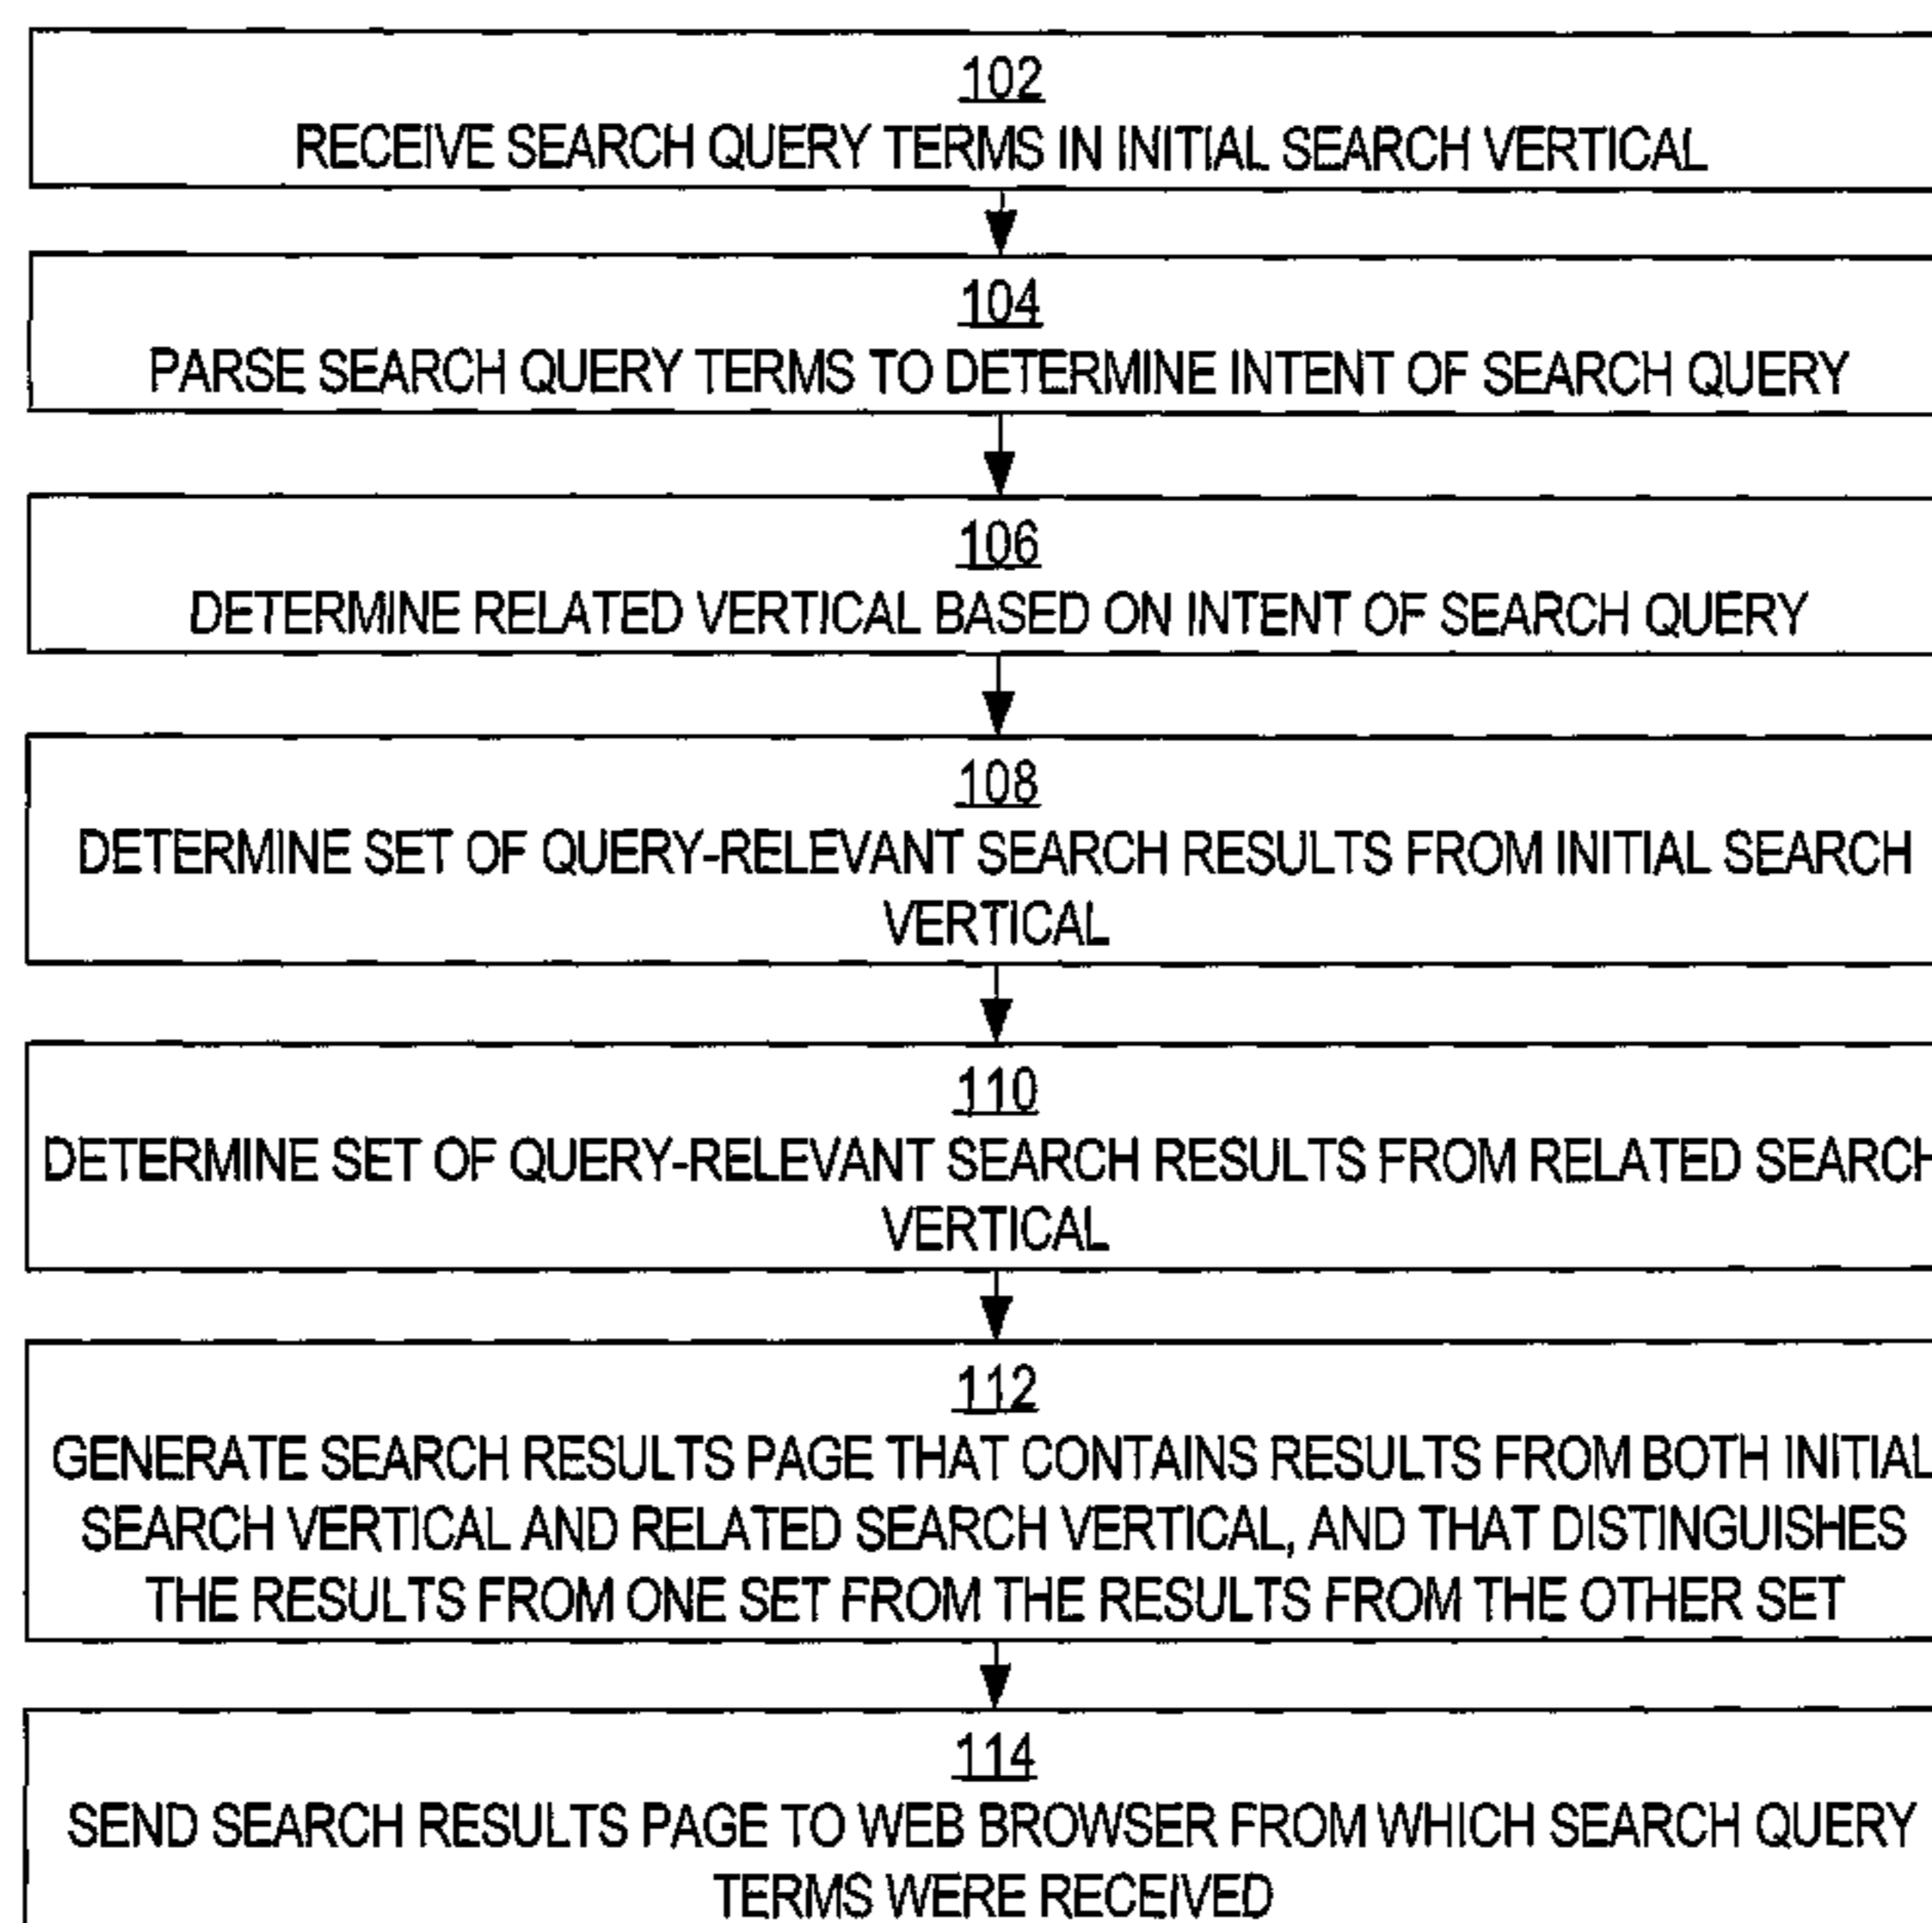 102
RECEIVE SEARCH QUERY TERMS IN INITIAL SEARCH VERTICAL
104
PARSE SEARCH QUERY TERMS TO DETERMINE INTENT OF SEARCH QUERY
106
DETERMINE RELATED VERTICAL BASED ON INTENT OF SEARCH QUERY
108
DETERMINE SET OF QUERY-RELEVANT SEARCH RESULTS FROM INITIAL SEARCH
VERTICAL
110
DETERMINE SET OF QUERY-RELEVANT SEARCH RESULTS FROM RELATED SEARCH
VERTICAL
112
GENERATE SEARCH RESULTS PAGE THAT CONTAINS RESULTS FROM BOTH INITIAL
SEARCH VERTICAL AND RELATED SEARCH VERTICAL, AND THAT DISTINGUISHES
THE RESULTS FROM ONE SET FROM THE RESULTS FROM THE OTHER SET
114
SEND SEARCH RESULTS PAGE TO WEB BROWSER FROM WHICH SEARCH QUERY
TERMS WERE RECEIVED